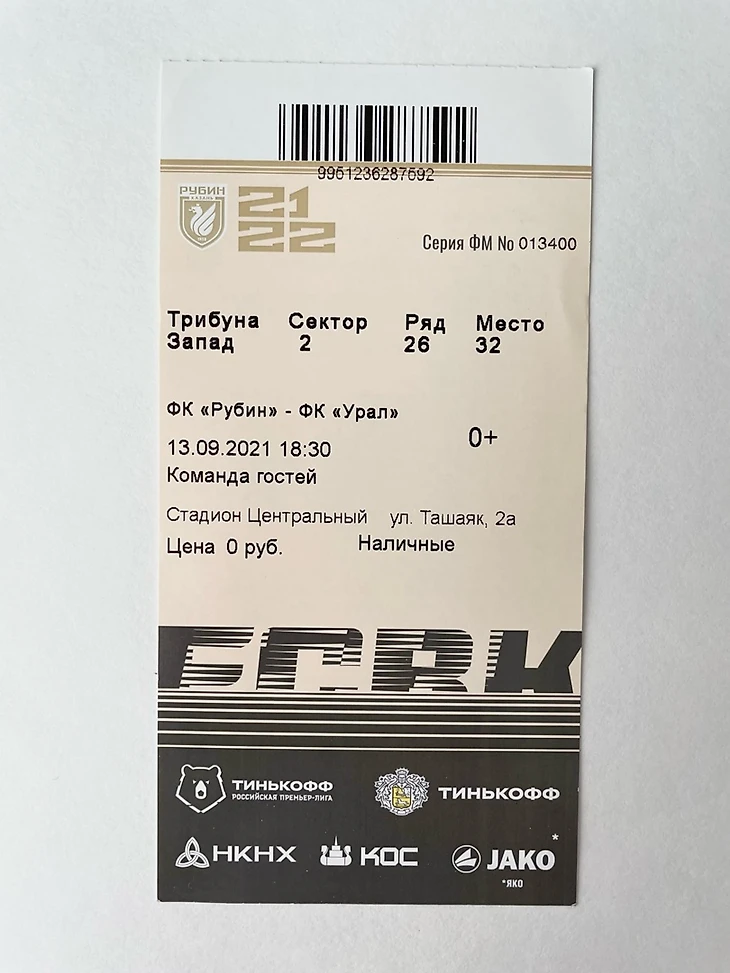 9951236287592
РУБИН
КАЗАНЬ
21
22
Серия ФМ No 013400
Трибуна Сектор Ряд Место
Запад 2 26 32
ФК «Рубин» - ФК «Урал»
0+
13.09.2021 18:30
Команда гостей
Стадион Центральный ул. Ташаяк, 2а
Цена 0 руб. Наличные
FCRK
ТИНЬКОФФ
РОССИЙСКАЯ ПРЕМЬЕР-ЛИГА
ТИНЬКОФФ
НКНХ КОС JAKO*
*ЯКО